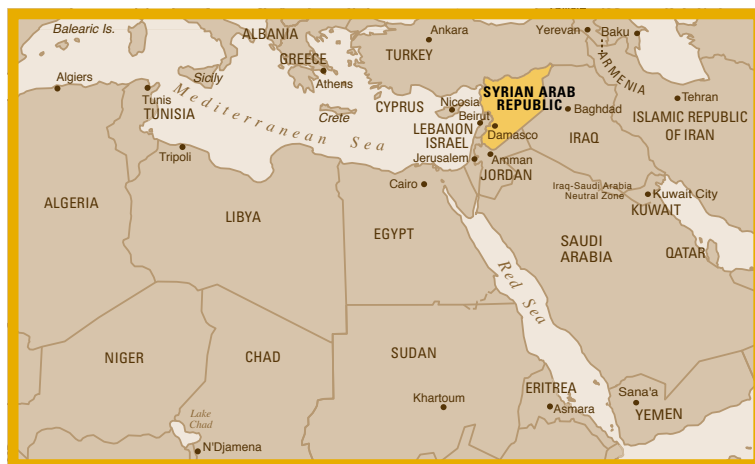 Balearic Is.
ALBANIA
Ankara
Yerevan
Baku
GREECE
TURKEY
ARMENIA
Algiers
Sicily
Athens
SYRIAN ARAB
REPUBLIC
Tehran
Tunis
TUNISIA
Mediterranean Sea
Crete
CYPRUS
Nicosia
Beirut
Baghdad
ISLAMIC REPUBLIC
OF IRAN
LEBANON
Damasco
IRAQ
ISRAEL
Tripoli
Jerusalem
Amman
JORDAN
Cairo
Iraq-Saudi Arabia
Neutral Zone
Kuwait City
KUWAIT
ALGERIA
LIBYA
EGYPT
SAUDI
ARABIA
QATAR
Red Sea
NIGER
CHAD
SUDAN
ERITREA
Sana'a
Khartoum
Asmara
YEMEN
Lake
Chad
N'Djamena